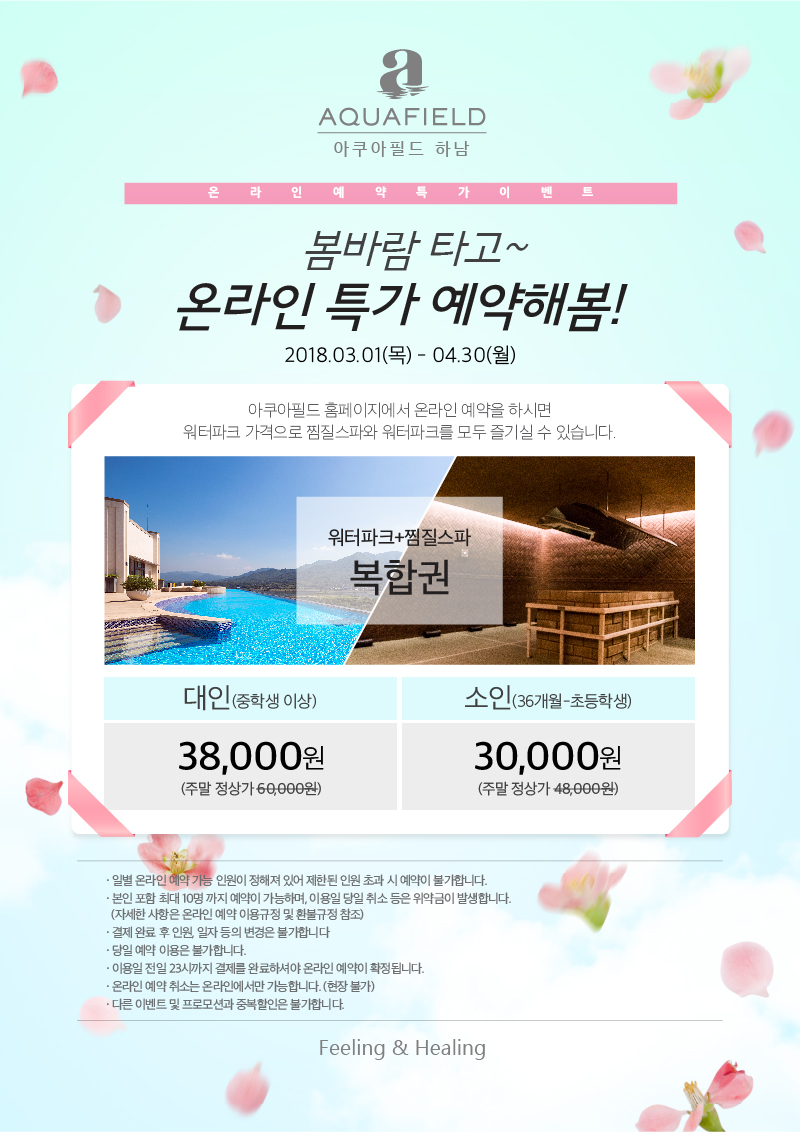 a
AQUAFIELD
아쿠아필드 하남
온라인예약특가이벤트
봄바람 타고~
온라인 특가 예약해봄!
2018.03.01(목) - 04.30(월)
아쿠아필드 홈페이지에서 온라인 예약을 하시면
워터파크 가격으로 찜질스파와 워터파크를 모두 즐기실 수 있습니다.
워터파크+찜질스파
복합권
대인(중학생 이상)
소인(36개월-초등학생)
38,000원
30,000원
(주말 정상가 60,000원)
(주말 정상가 48,000원)
· 일별 온라인 예약 가능 인원이 정해져 있어 제한된 인원 초과 시 예약이 불가합니다.
· 본인 포함 최대 10명 까지 예약이 가능하며, 이용일 당일 취소 등은 위약금이 발생합니다.
(자세한 사항은 온라인 예약 이용규정 및 환불규정 참조)
· 결제 완료 후 인원, 일자 등의 변경은 불가합니다
· 당일 예약 이용은 불가합니다.
· 이용일 전일 23시까지 결제를 완료하셔야 온라인 예약이 확정됩니다.
· 온라인 예약 취소는 온라인에서만 가능합니다. (현장 불가)
· 다른 이벤트 및 프로모션과 중복할인은 불가합니다.
Feeling & Healing